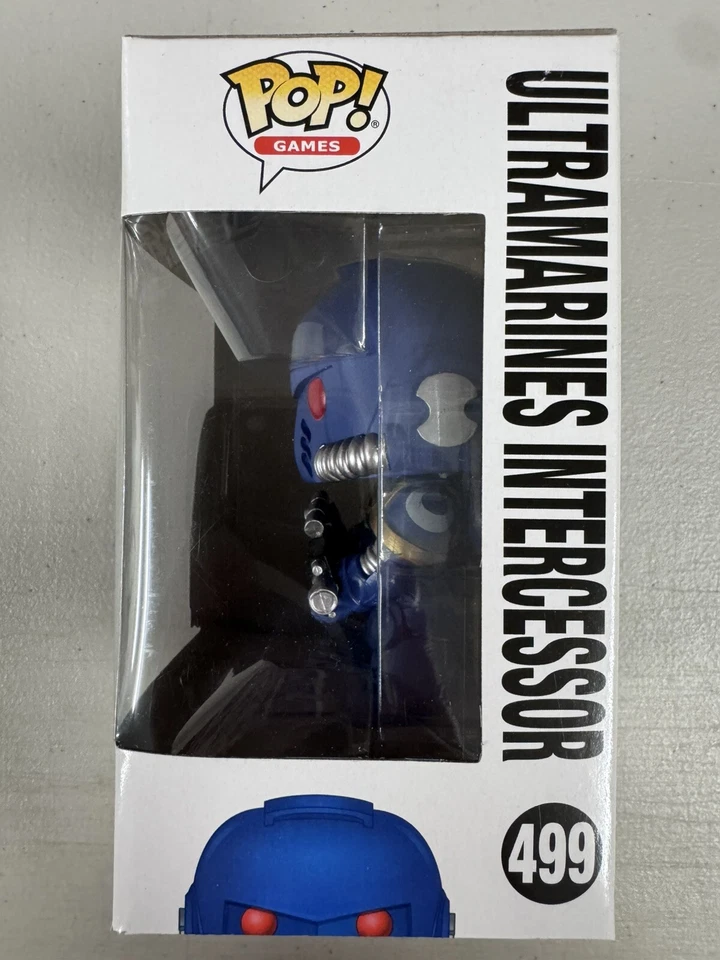 POP!®
GAMES
ULTRAMARINES INTERCESSOR
499